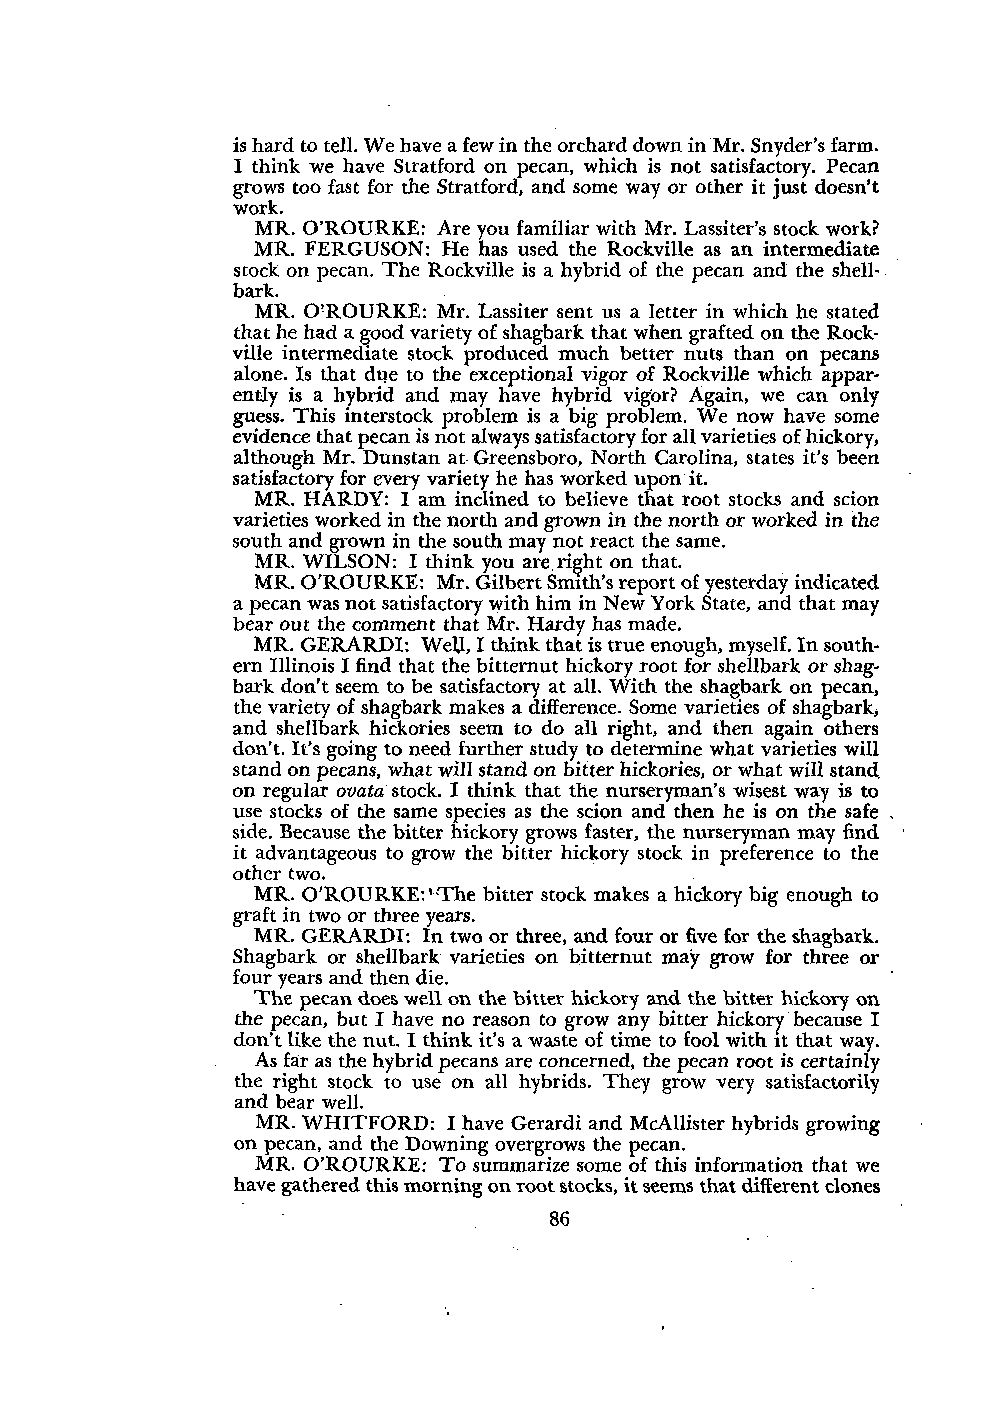 is hard to tell. We have a few in the orchard down in Mr. Snyder's farm.
I think we have Stratford on pecan, which is not satisfactory. Pecan
grows too fast for the Stratford, and some way or other it just doesn't
work.
MR. O'ROURKE: Are you familiar with Mr. Lassiter's stock work?
MR. FERGUSON: He has used the Rockville as an intermediate
stock on pecan. The Rockville is a hybrid of the pecan and the shell-
bark.
MR. O'ROURKE: Mr. Lassiter sent us a letter in which he stated
that he had a good variety of shagbark that when grafted on the Rock-
ville intermediate stock produced much better nuts than on pecans
alone. Is that due to the exceptional vigor of Rockville which appar-
ently is a hybrid and may have hybrid vigor? Again, we can only
guess. This interstock problem is a big problem. We now have some
evidence that pecan is not always satisfactory for all varieties of hickory,
although Mr. Dunstan at Greensboro, North Carolina, states it's been
satisfactory for every variety he has worked upon it.
MR. HARDY: I am inclined to believe that root stocks and scion
varieties worked in the north and grown in the north or worked in the
south and grown in the south may not react the same.
MR. WILSON: I think you are right on that.
MR. O'ROURKE: Mr. Gilbert Smith's report of yesterday indicated
a pecan was not satisfactory with him in New York State, and that may
bear out the comment that Mr. Hardy has made.
MR. GERARDI: Well, I think that is true enough, myself. In south-
ern Illinois I find that the bitternut hickory root for shellbark or shag-
bark don't seem to be satisfactory at all. With the shagbark on pecan,
the variety of shagbark makes a difference. Some varieties of shagbark,
and shellbark hickories seem to do all right, and then again others
don't. It's going to need further study to determine what varieties will
stand on pecans, what will stand on bitter hickories, or what will stand
on regular ovata stock. I think that the nurseryman's wisest way is to
use stocks of the same species as the scion and then he is on the safe
side. Because the bitter hickory grows faster, the nurseryman may find
it advantageous to grow the bitter hickory stock in preference to the
other two.
MR. O'ROURKE: The bitter stock makes a hickory big enough to
graft in two or three years.
MR. GERARDI: In two or three, and four or five for the shagbark.
Shagbark or shellbark varieties on bitternut may grow for three or
four years and then die.
The pecan does well on the bitter hickory and the bitter hickory on
the pecan, but I have no reason to grow any bitter hickory because I
don't like the nut. I think it's a waste of time to fool with it that way.
As far as the hybrid pecans are concerned, the pecan root is certainly
the right stock to use on all hybrids. They grow very satisfactorily
and bear well.
MR. WHITFORD: I have Gerardi and McAllister hybrids growing
on pecan, and the Downing overgrows the pecan.
MR. O'ROURKE: To summarize some of this information that we
have gathered this morning on root stocks, it seems that different clones
86